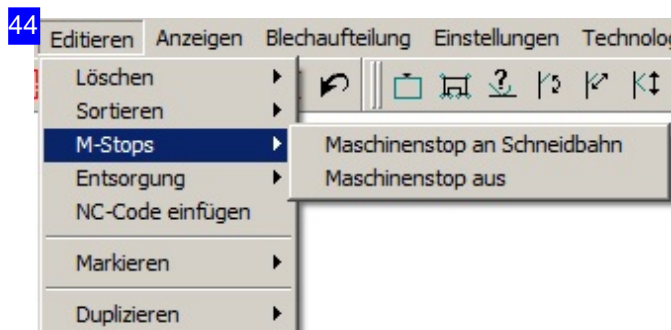 44
Editieren Anzeigen Blechaufteilung Einstellungen Technolog
Löschen
Sortieren
M-Stops
Maschinenstop an Schneidbahn
Entsorgung
Maschinenstop aus
NC-Code einfügen
Markieren
Duplizieren